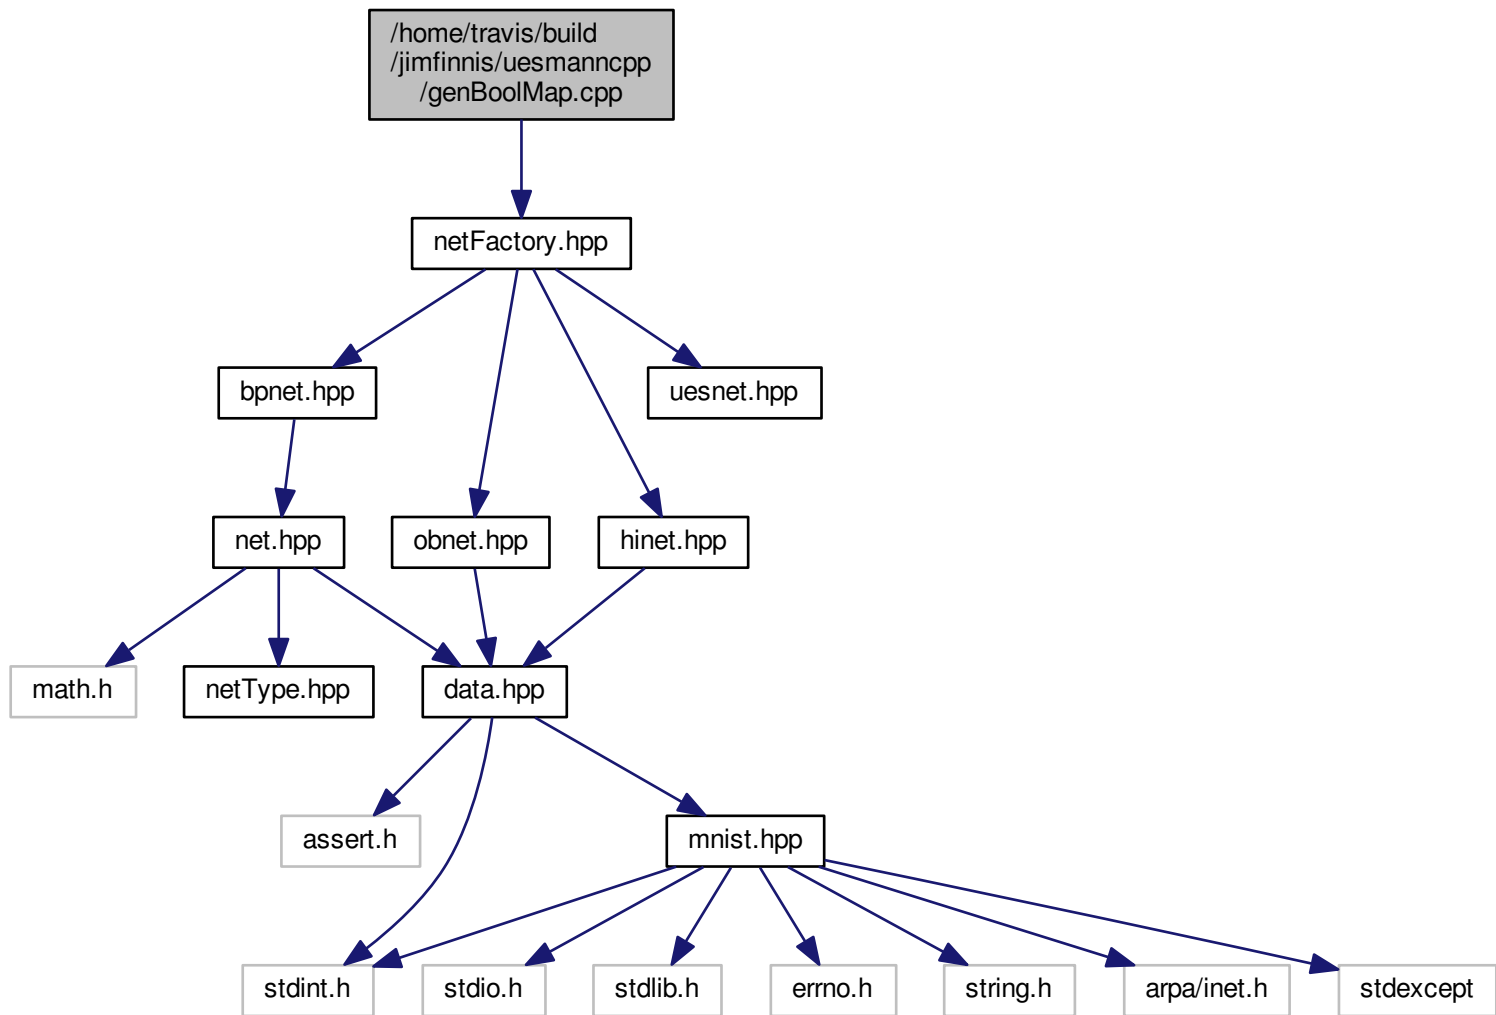 /home/travis/build
/jimfinnis/uesmanncpp
/genBoolMap.cpp
netFactory.hpp
bpnet.hpp
uesnet.hpp
net.hpp
obnet.hpp
hinet.hpp
math.h
netType.hpp
data.hpp
assert.h
mnist.hpp
stdint.h
stdio.h
stdlib.h
errno.h
string.h
arpa/inet.h
stdexcept